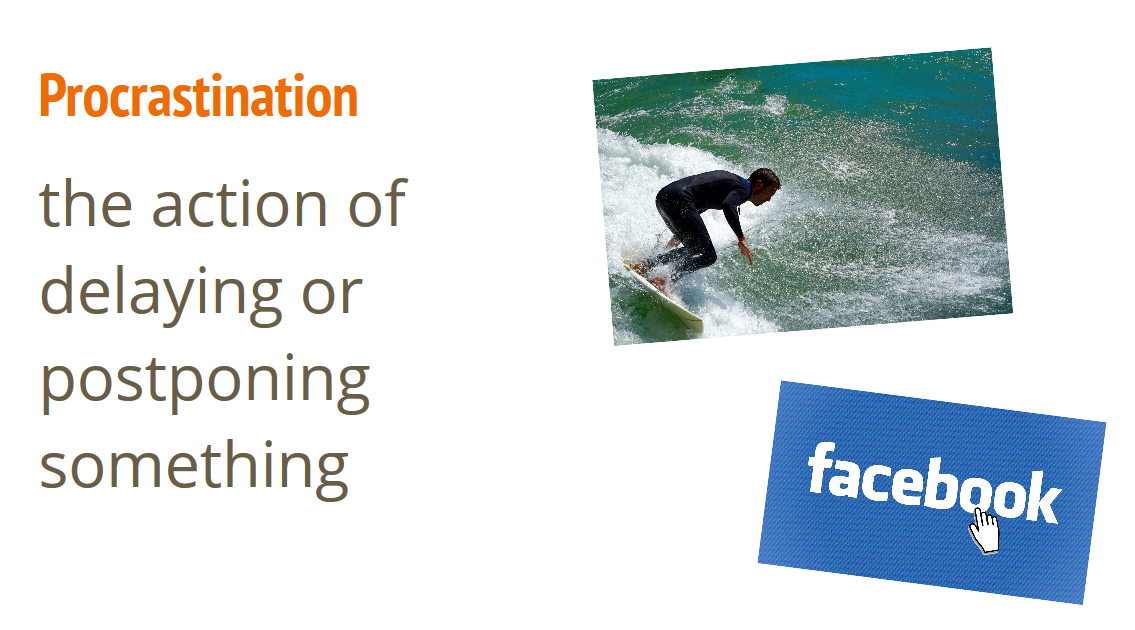 Procrastination
the action of
delaying or
postponing
something
facebook